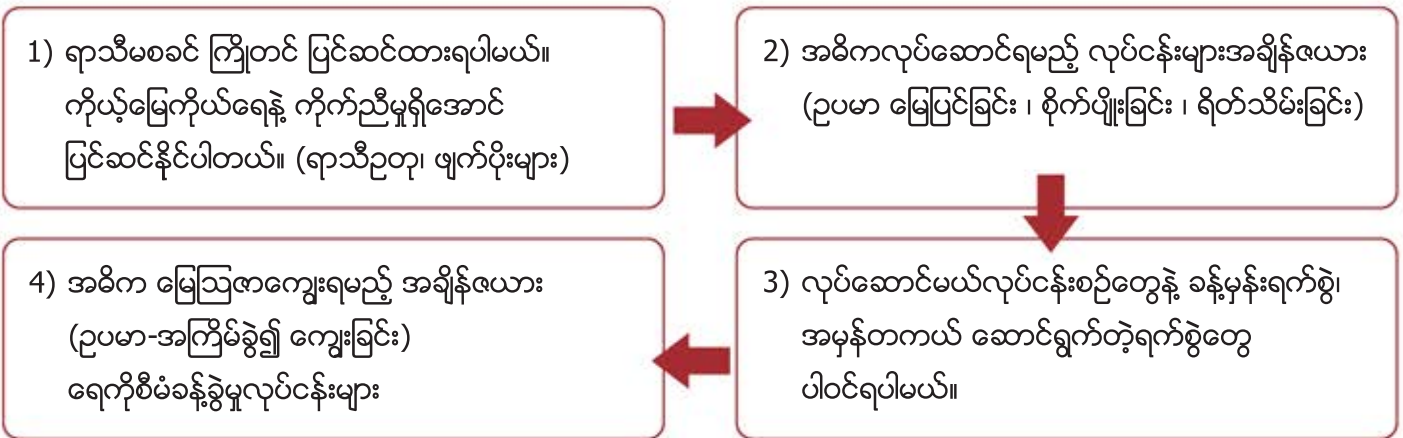 1) ရာသီမစခင် ကြိုတင် ပြင်ဆင်ထားရပါမယ်။
ကိုယ့်မြေကိုယ်ရေနဲ့ ကိုက်ညီမှုရှိအောင်
ပြင်ဆင်နိုင်ပါတယ်။ (ရာသီဥတု၊ ဖျက်ပိုးများ)
2) အဓိကလုပ်ဆောင်ရမည့် လုပ်ငန်းများအချိန်ဇယား
(ဥပမာ မြေပြင်ခြင်း ၊ စိုက်ပျိုးခြင်း ၊ ရိတ်သိမ်းခြင်း)
3) လုပ်ဆောင်မယ်လုပ်ငန်းစဉ်တွေနဲ့ ခန့်မှန်းရက်စွဲ၊
အမှန်တကယ် ဆောင်ရွက်တဲ့ရက်စွဲတွေ
ပါဝင်ရပါမယ်။
4) အဓိက မြေသြဇာကျွေးရမည့် အချိန်ဇယား
(ဥပမာ-အကြိမ်ခွဲ၍ ကျွေးခြင်း)
ရေကိုစီမံခန့်ခွဲမှုလုပ်ငန်းများ